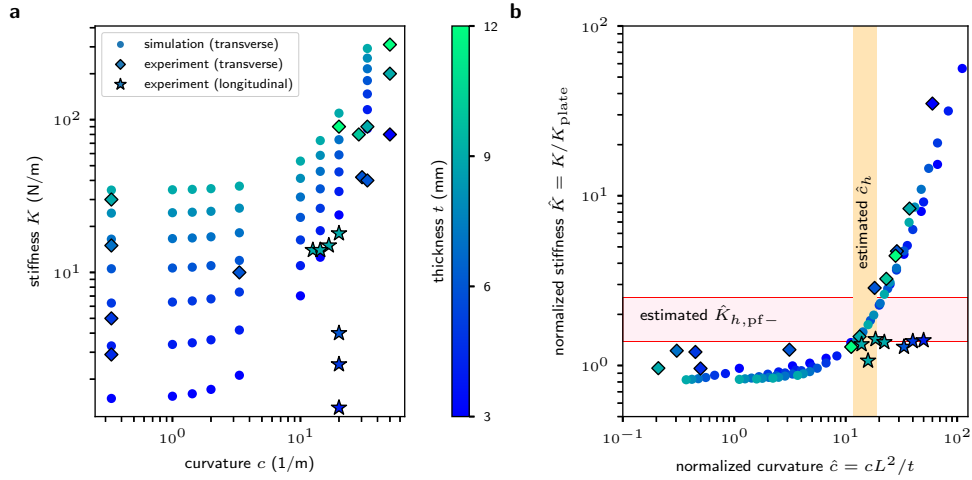 a
simulation (transverse)
experiment (transverse)
experiment (longitudinal)
stiffness K (N/m)
10²
10¹
10⁰
10¹
curvature c (1/m)
thickness t (mm)
12
9
6
3
b
normalized stiffness K̂ = K/K_plate
10²
10¹
10⁰
estimated ĉ_h
estimated K̂_h,pf−
10⁻¹
10⁰
10¹
10²
normalized curvature ĉ = cL²/t